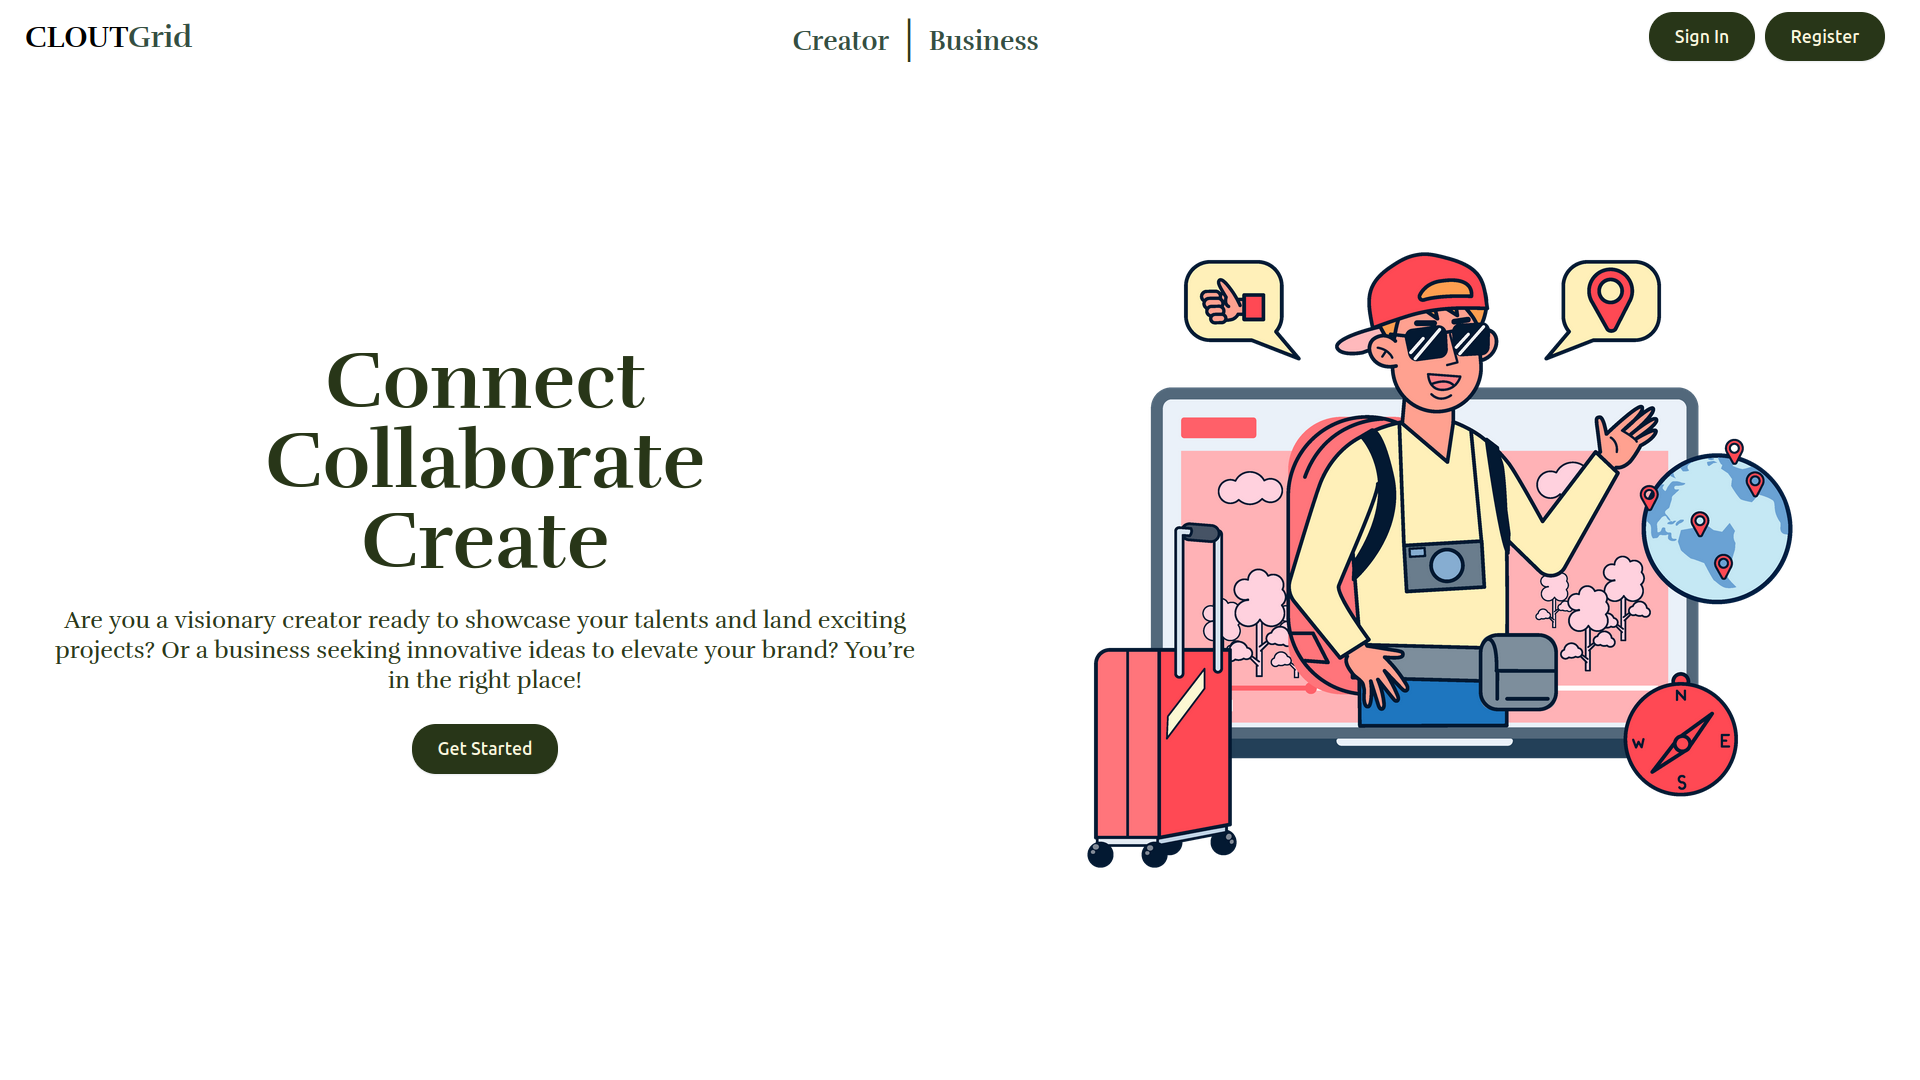 CLOUTGrid
Creator | Business
Sign In
Register
Connect
Collaborate
Create
Are you a visionary creator ready to showcase your talents and land exciting
projects? Or a business seeking innovative ideas to elevate your brand? You’re
in the right place!
Get Started
N
W E
S